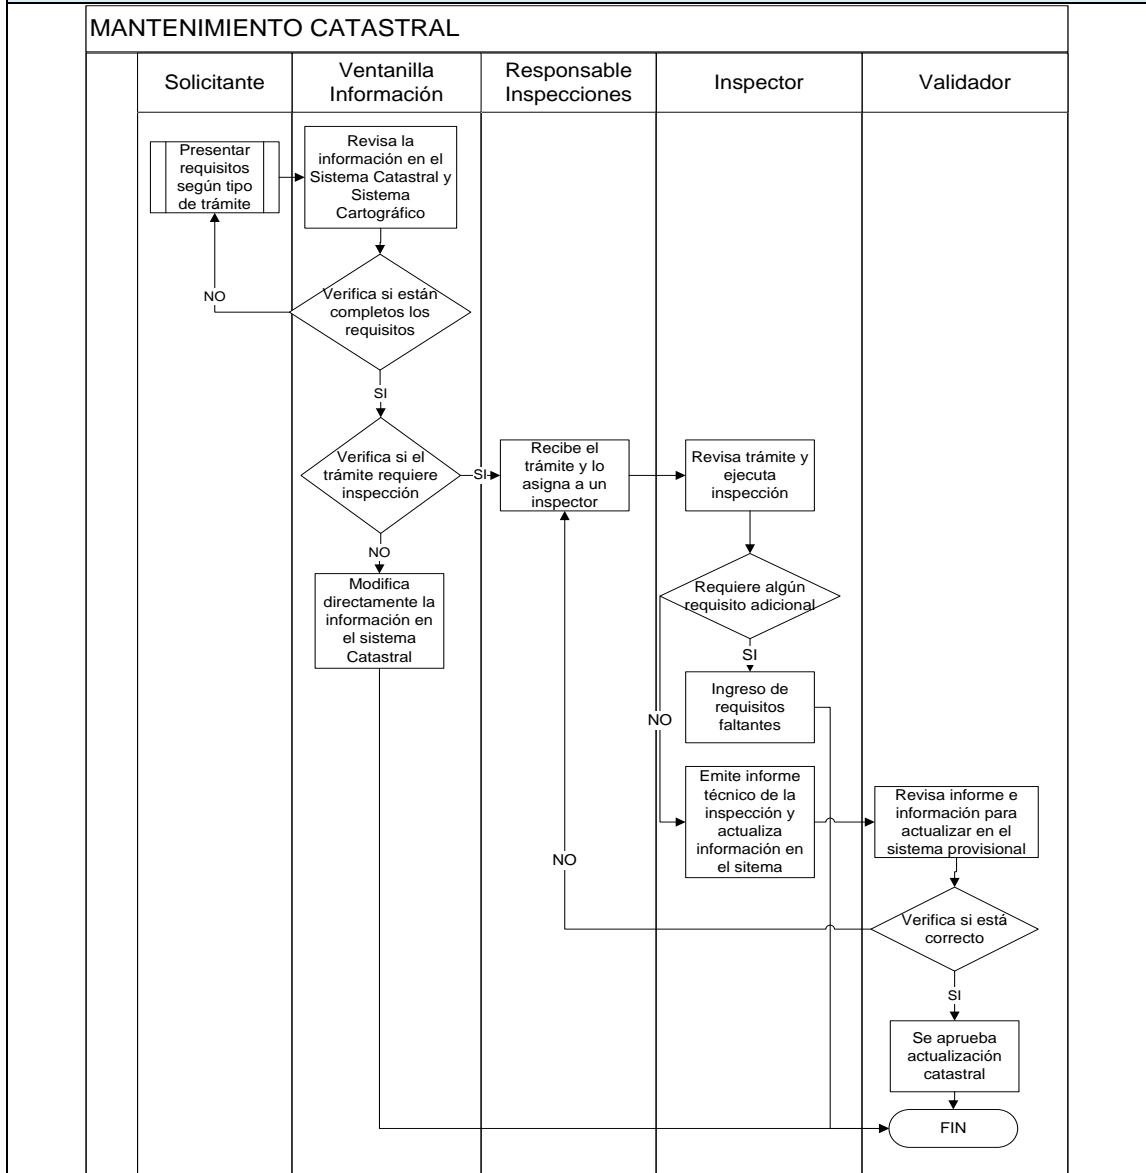 MANTENIMIENTO CATASTRAL
Solicitante
Ventanilla
Información
Responsable
Inspecciones
Inspector
Validador
Presentar
requisitos
según tipo
de trámite
Revisa la
información en el
Sistema Catastral y
Sistema
Cartográfico
NO
Verifica si están
completos los
requisitos
SI
Verifica si el
trámite requiere
inspección
SI
Recibe el
trámite y lo
asigna a un
inspector
Revisa trámite y
ejecuta
inspección
NO
Modifica
directamente la
información en
el sistema
Catastral
Requiere algún
requisito adicional
SI
Ingreso de
requisitos
faltantes
NO
Emite informe
técnico de la
inspección y
actualiza
información en
el sitema
Revisa informe e
información para
actualizar en el
sistema provisional
NO
Verifica si está
correcto
SI
Se aprueba
actualización
catastral
FIN